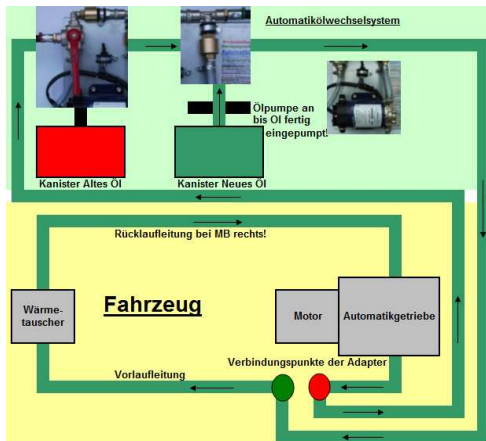 Automatikölwechselsystem
Ölpumpe an
bis Öl fertig
eingepumpt!
Kanister Altes Öl
Kanister Neues Öl
Rücklaufleitung bei MB rechts!
Wärme-
tauscher
Fahrzeug
Motor
Automatikgetriebe
Verbindungspunkte der Adapter
Vorlaufleitung